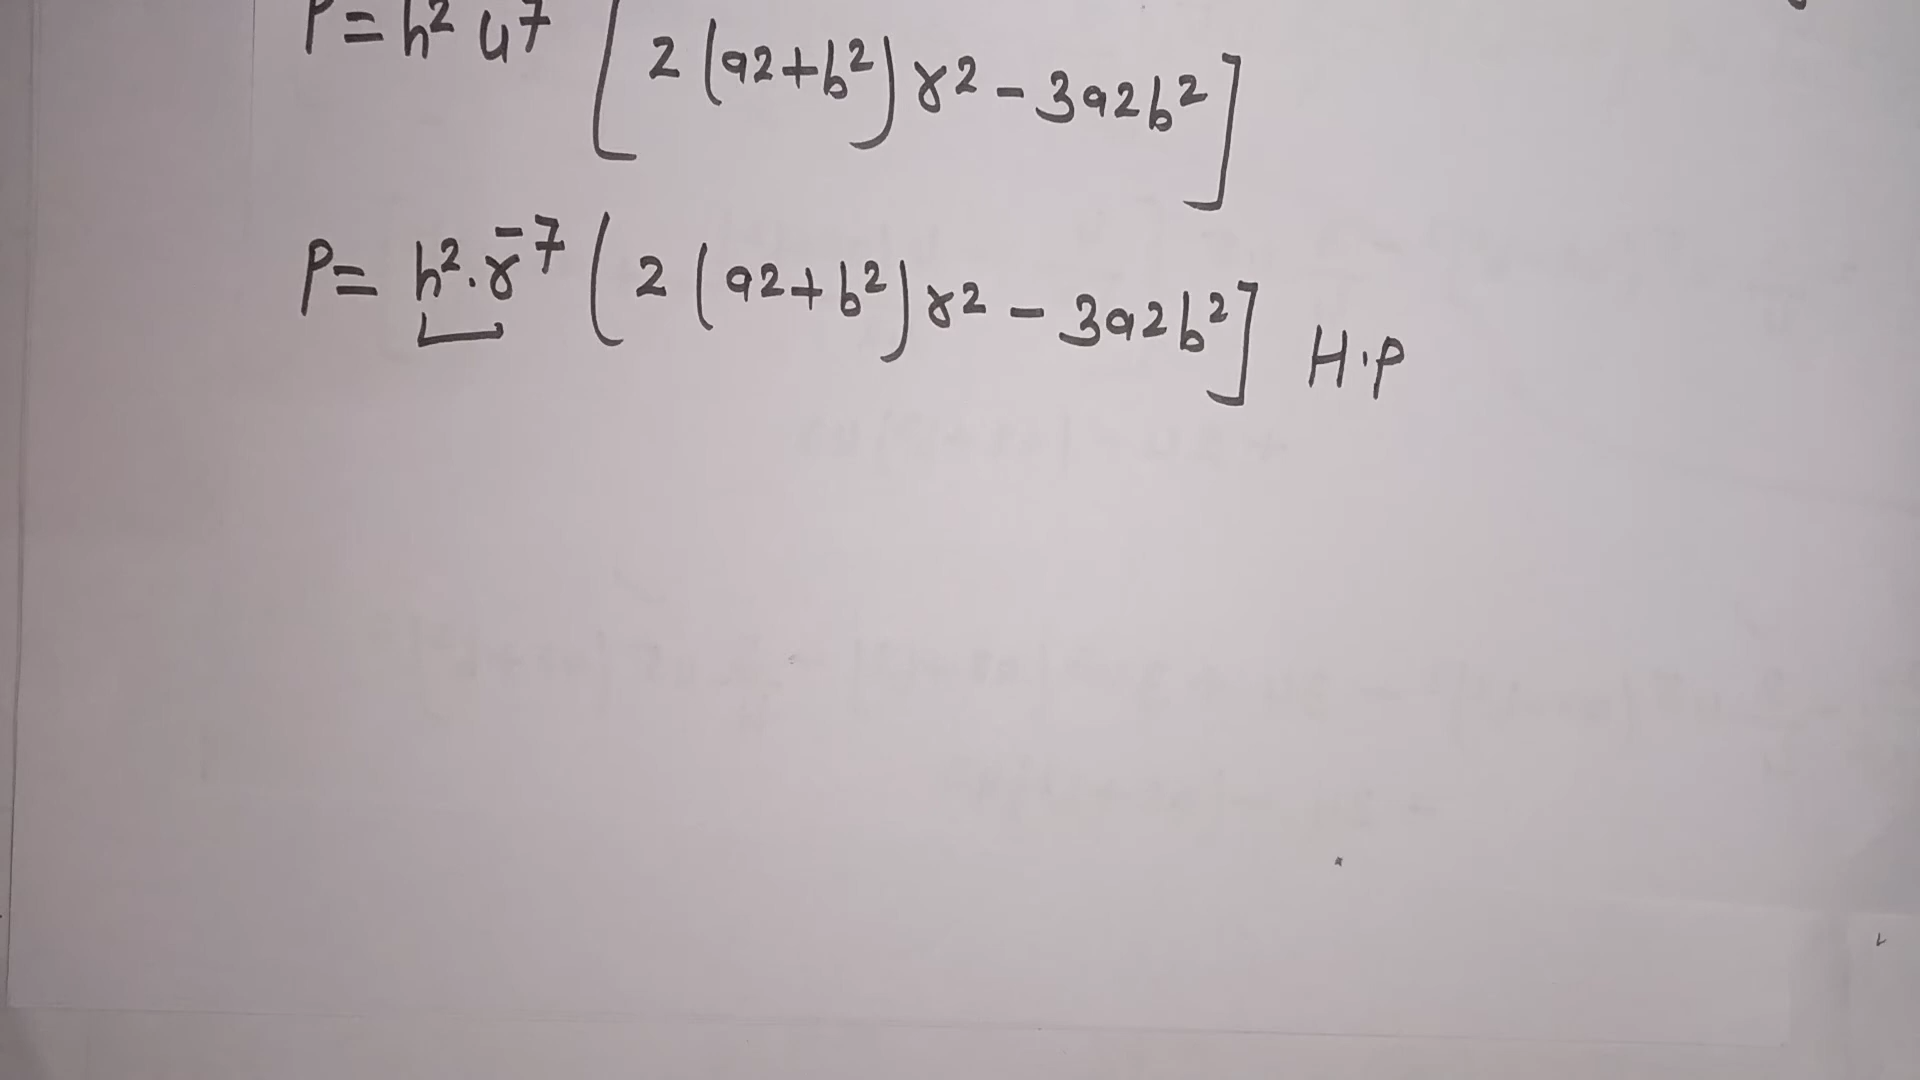 P = h² u⁷ [ 2 (a2+b²) r2 - 3a2b² ]
P = h².r⁻⁷ ( 2 (a2+b²) r2 - 3a2b² ] H.P